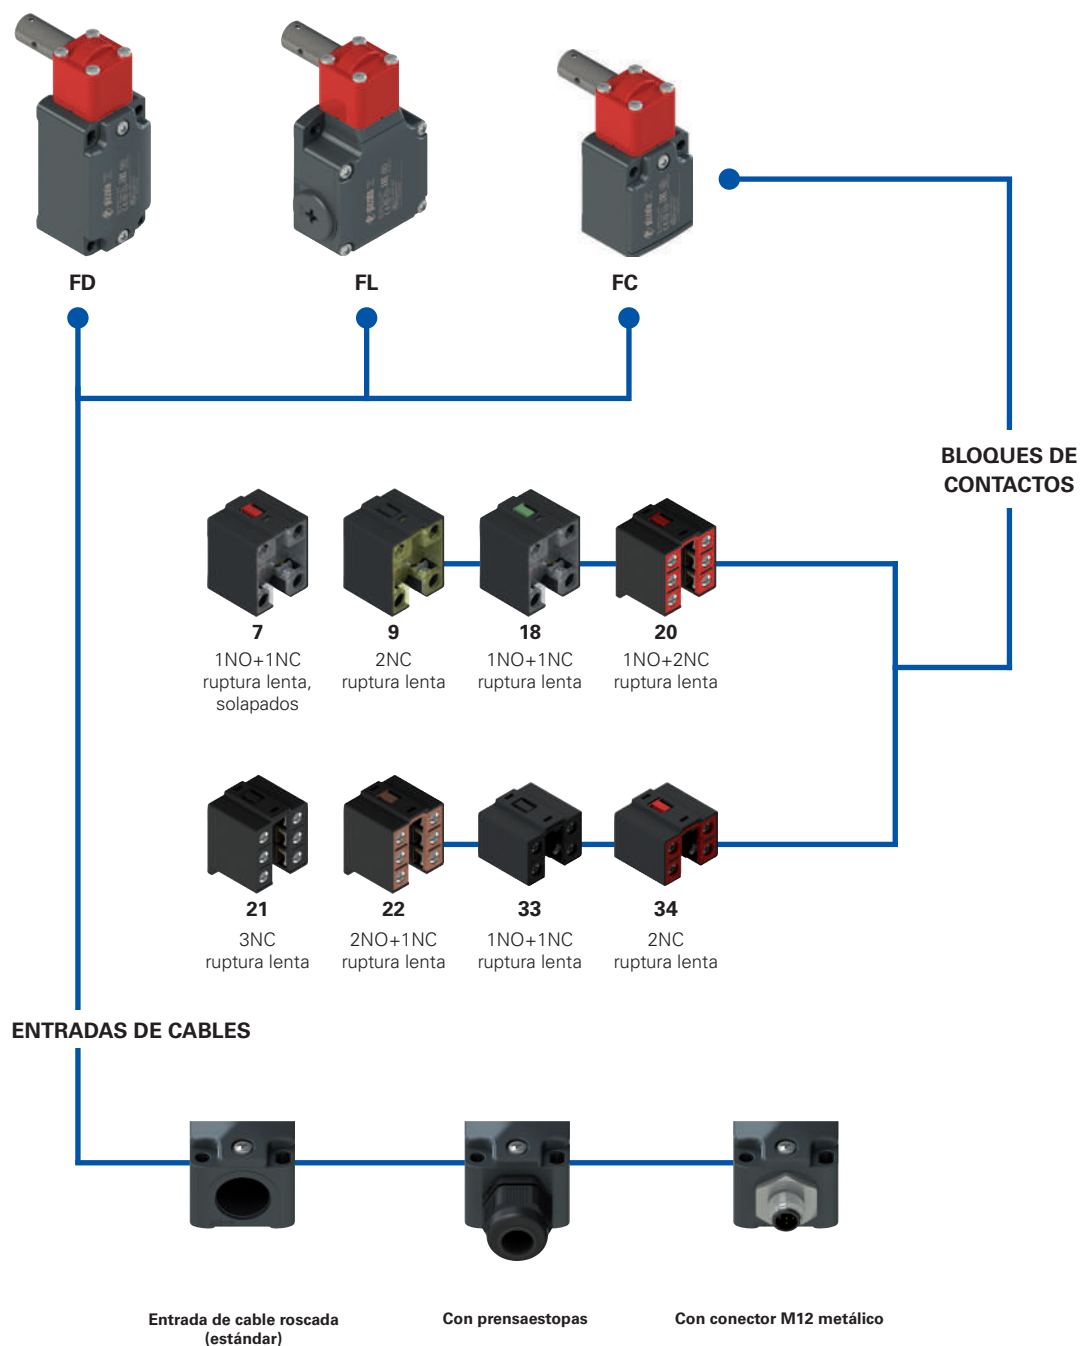 FD
FL
FC
BLOQUES DE
CONTACTOS
7
1NO+1NC
ruptura lenta,
solapados
9
2NC
ruptura lenta
18
1NO+1NC
ruptura lenta
20
1NO+2NC
ruptura lenta
21
3NC
ruptura lenta
22
2NO+1NC
ruptura lenta
33
1NO+1NC
ruptura lenta
34
2NC
ruptura lenta
ENTRADAS DE CABLES
Entrada de cable roscada
(estándar)
Con prensaestopas
Con conector M12 metálico